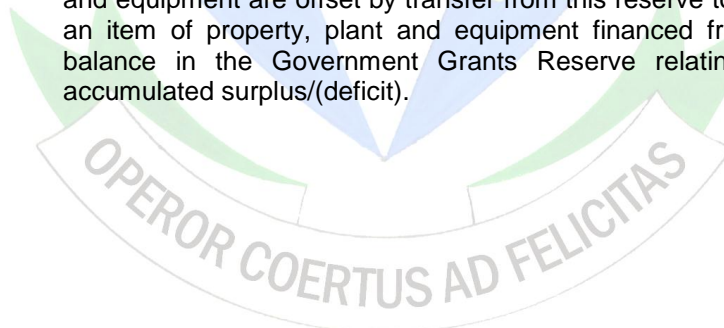 and equipment are offset by transfer from this reserve to
an item of property, plant and equipment financed fr
balance in the Government Grants Reserve relatin
accumulated surplus/(deficit).
OPEROR COERTUS AD FELICITAS